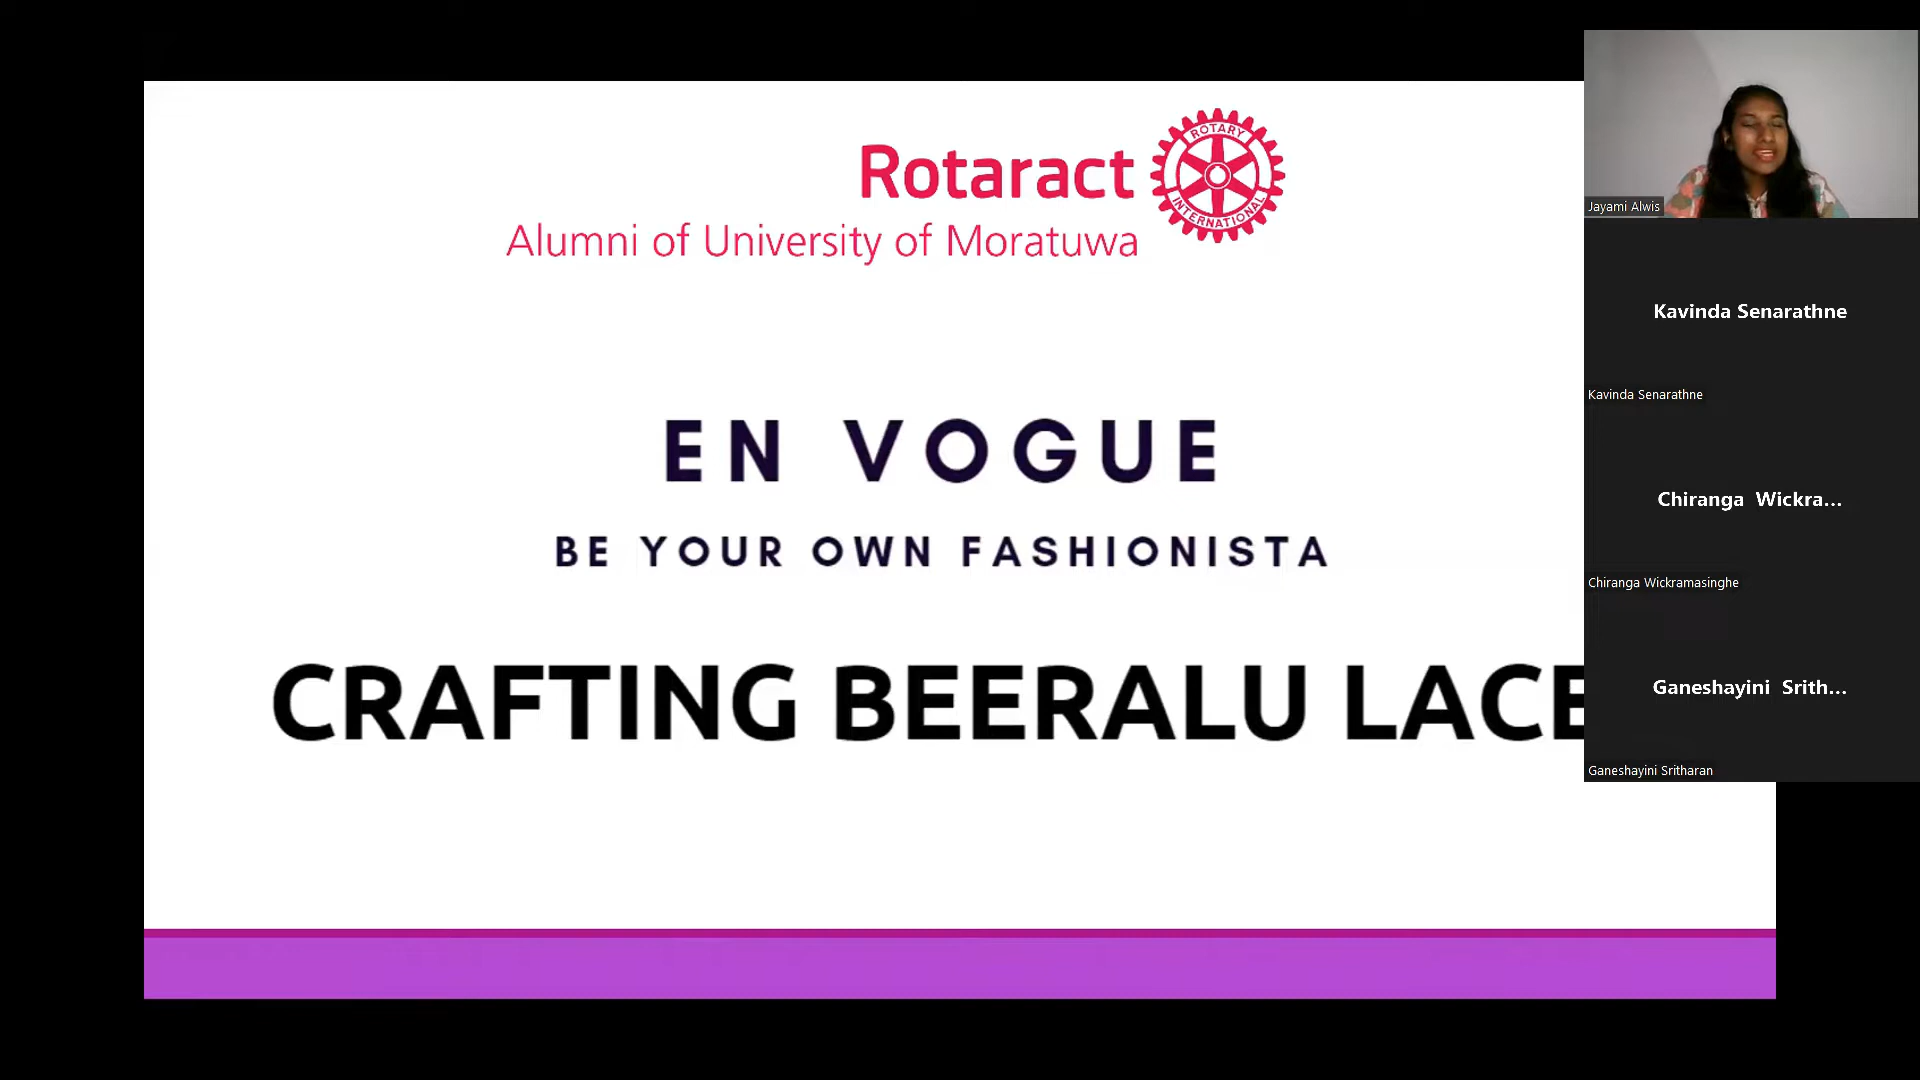 Rotaract
ROTARY
INTERNATIONAL
Alumni of University of Moratuwa
EN VOGUE
BE YOUR OWN FASHIONISTA
CRAFTING BEERALU LACE
Jayami Alwis
Kavinda Senarathne
Kavinda Senarathne
Chiranga Wickra...
Chiranga Wickramasinghe
Ganeshayini Srith...
Ganeshayini Sritharan